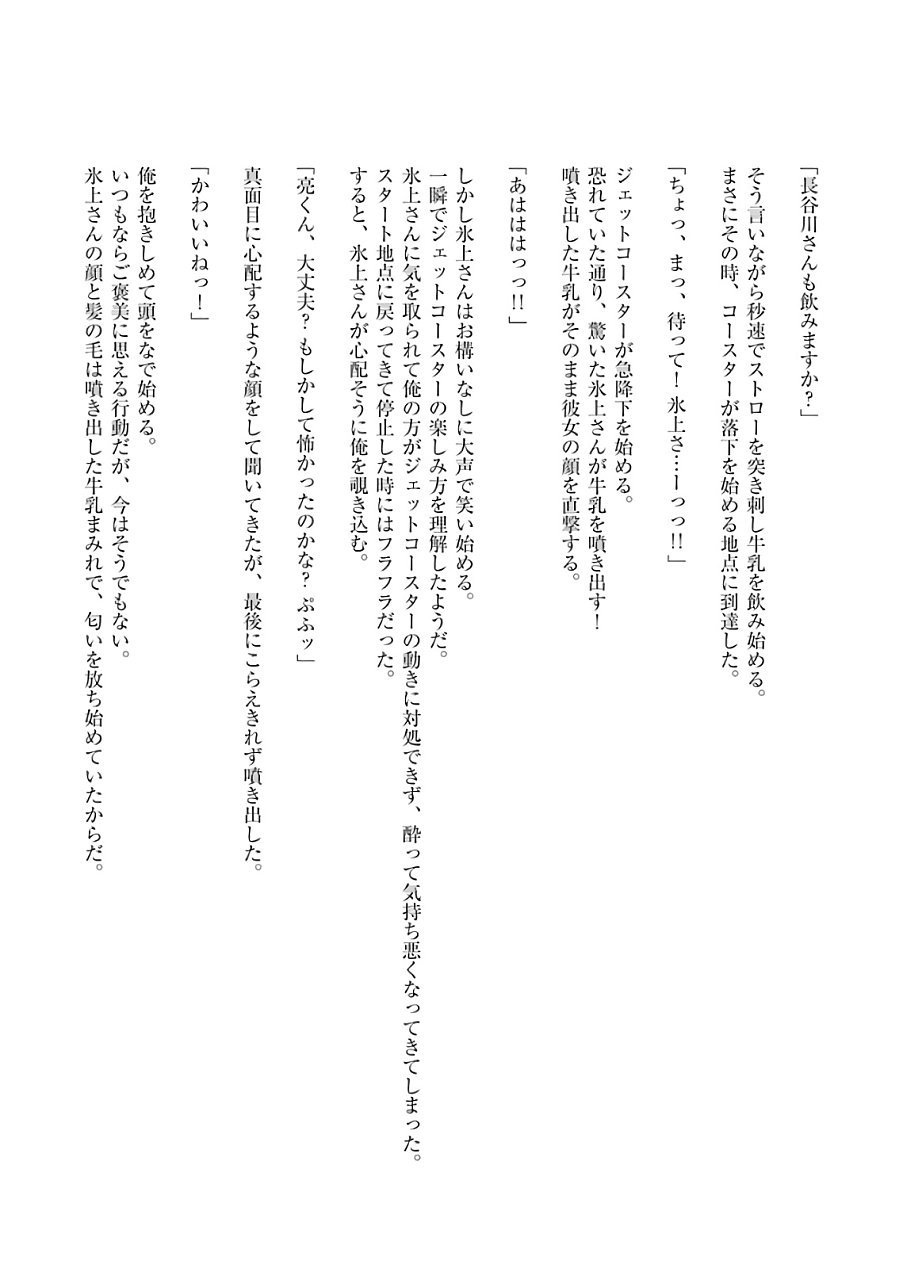 「長谷川さんも飲みますか?」
そう言いながら秒速でストローを突き刺し牛乳を飲み始める。
まさにその時、コースターが落下を始める地点に到達した。
「ちょっ、まっ、待って! 氷上さ…ーっっ!!」
ジェットコースターが急降下を始める。
恐れていた通り、驚いた氷上さんが牛乳を噴き出す!
噴き出した牛乳がそのまま彼女の顔を直撃する。
「あはははっっ!!」
しかし氷上さんはお構いなしに大声で笑い始める。
一瞬でジェットコースターの楽しみ方を理解したようだ。
氷上さんに気を取られて俺の方がジェットコースターの動きに対処できず、酔って気持ち悪くなってきてしまった。
スタート地点に戻ってきて停止した時にはフラフラだった。
すると、氷上さんが心配そうに俺を覗き込む。
「亮くん、大丈夫? もしかして怖かったのかな? ぷふッ」
真面目に心配するような顔をして聞いてきたが、最後にこらえきれず噴き出した。
「かわいいねっ!」
俺を抱きしめて頭をなで始める。
いつもならご褒美に思える行動だが、今はそうでもない。
氷上さんの顔と髪の毛は噴き出した牛乳まみれで、匂いを放ち始めていたからだ。